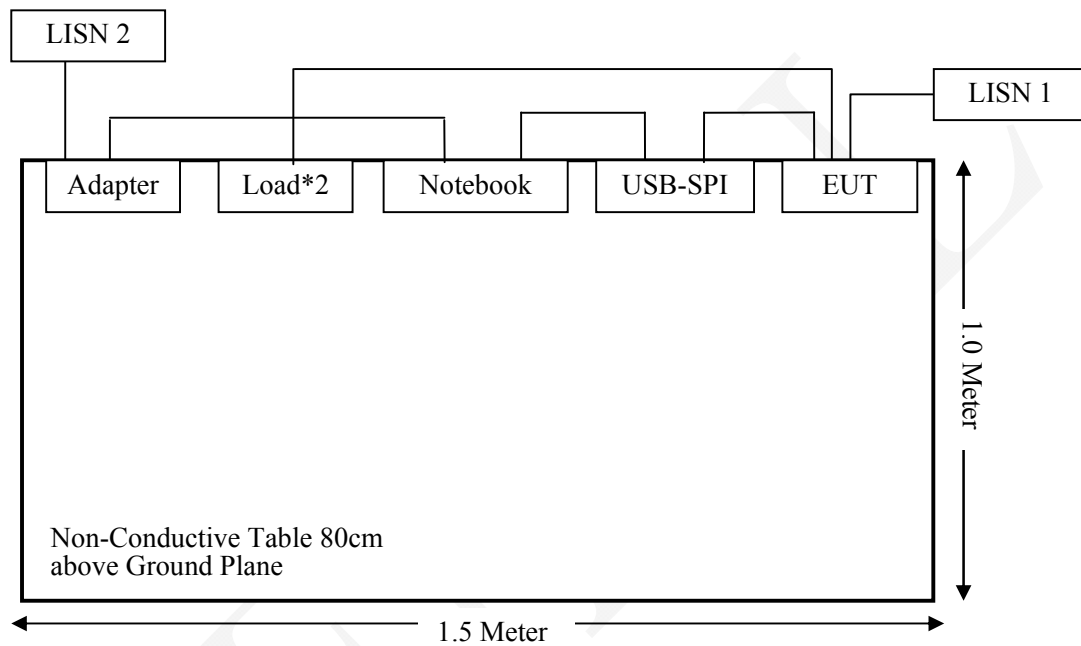 LISN 2
LISN 1
Adapter
Load*2
Notebook
USB-SPI
EUT
1.0 Meter
Non-Conductive Table 80cm
above Ground Plane
1.5 Meter